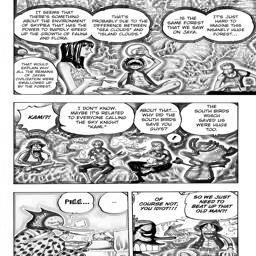 IT SEEMS THAT
THERE'S SOMETHING
ABOUT THE ENVIRONMENT
OF SKYPIEA THAT HAS THE
POWER TO RAPIDLY SPEED
UP THE GROWTH OF FAUNA
AND FLORA.
THAT WOULD
EXPLAIN WHY
ALL THE REMAINS
OF JAYAN
CIVILIZATION WERE
SWALLOWED UP
BY THE FOREST.
THAT'S
PROBABLY DUE TO
THE DIFFERENCE
BETWEEN
"SEA CLOUDS" AND
"ISLAND CLOUDS."
...IS THE
SAME FOREST
THAT WE SAW
ON JAYA.
IT'S JUST
HARD TO
IMAGINE THIS
INSANELY HUGE
FOREST...
KAMI?!
I DON'T KNOW.
MAYBE IT'S RELATED
TO EVERYONE CALLING
THE SKY KNIGHT
"KAMI."
ABOUT THAT...
WHY DID THE
SOUTH BIRDS
SAVE YOU
GUYS?
THE
SOUTH BIRDS
WHICH
SAVED US
WERE HUGE
TOO.
PIEE...
OF
COURSE NOT,
YOU IDIOT!!!
SO WE JUST
NEED TO
BEAT UP THAT
OLD MAN?!